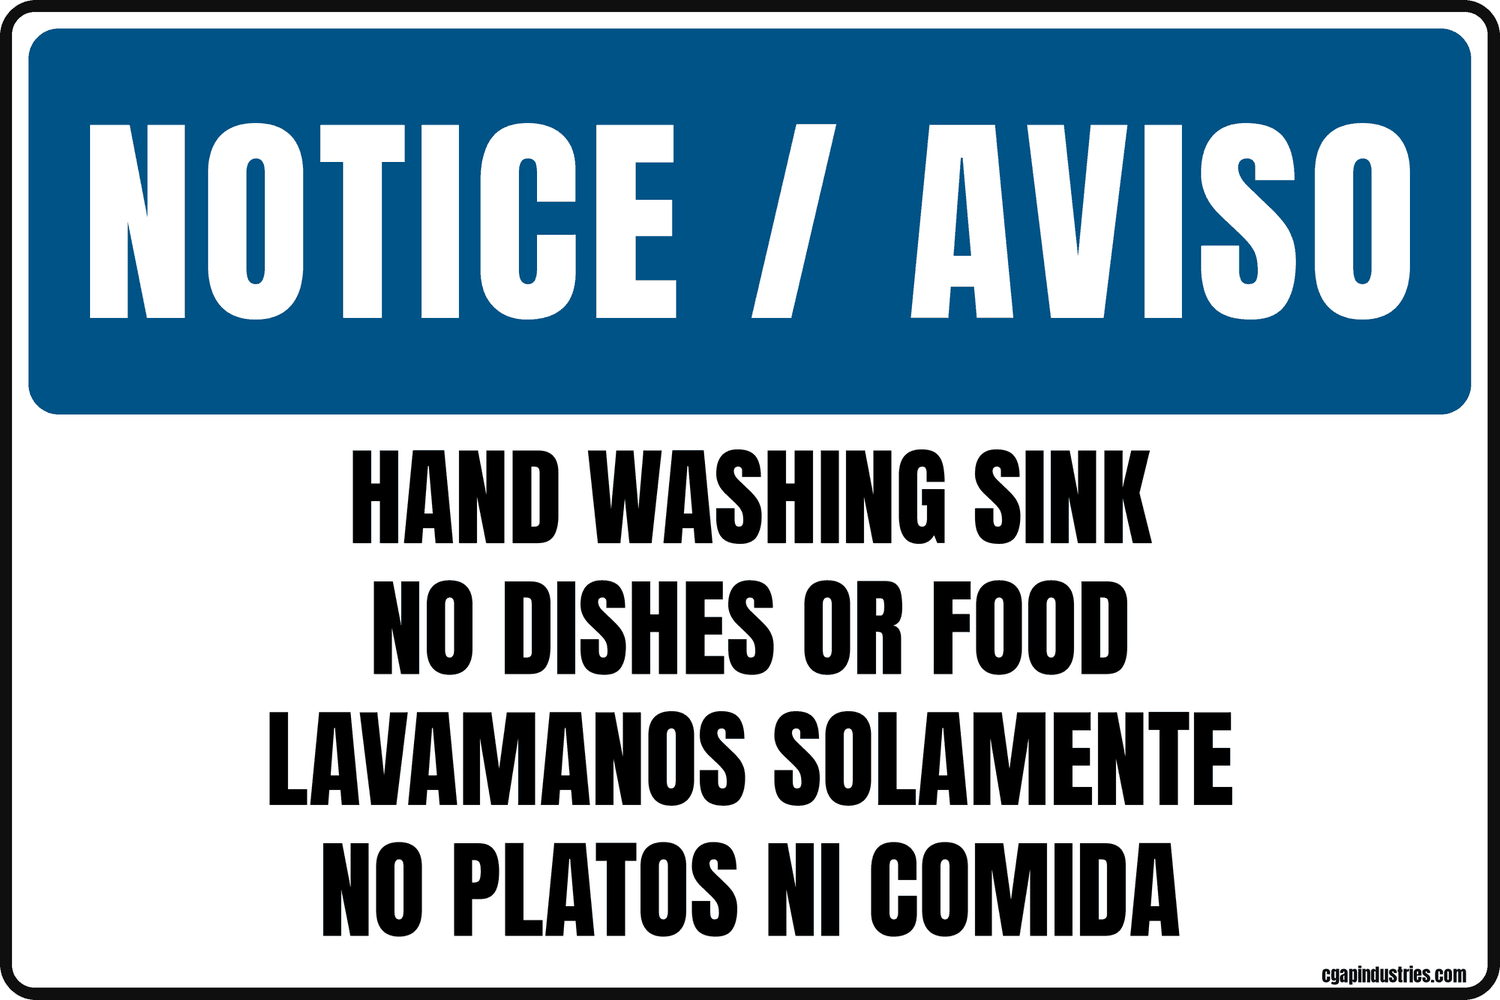 NOTICE / AVISO
HAND WASHING SINK
NO DISHES OR FOOD
LAVAMANOS SOLAMENTE
NO PLATOS NI COMIDA
cgapindustries.com